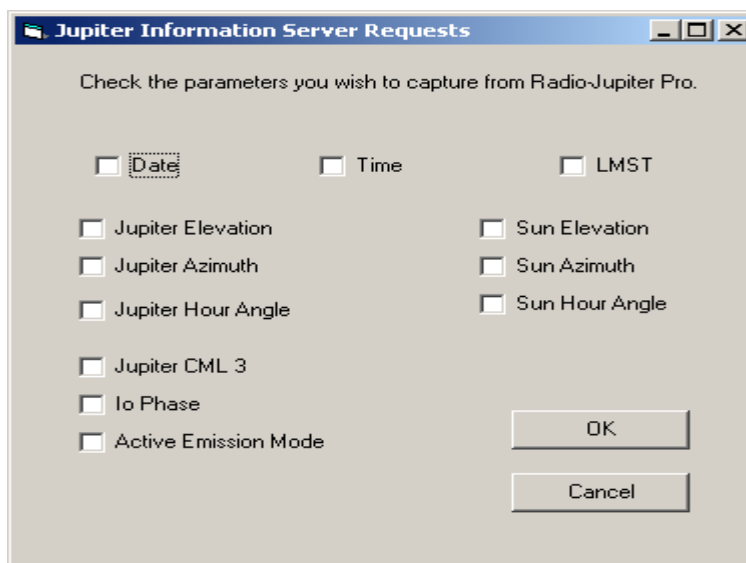 Jupiter Information Server Requests
Check the parameters you wish to capture from Radio-Jupiter Pro.
Date Time LMST
Jupiter Elevation Sun Elevation
Jupiter Azimuth Sun Azimuth
Jupiter Hour Angle Sun Hour Angle
Jupiter CML 3
Io Phase
Active Emission Mode
OK
Cancel